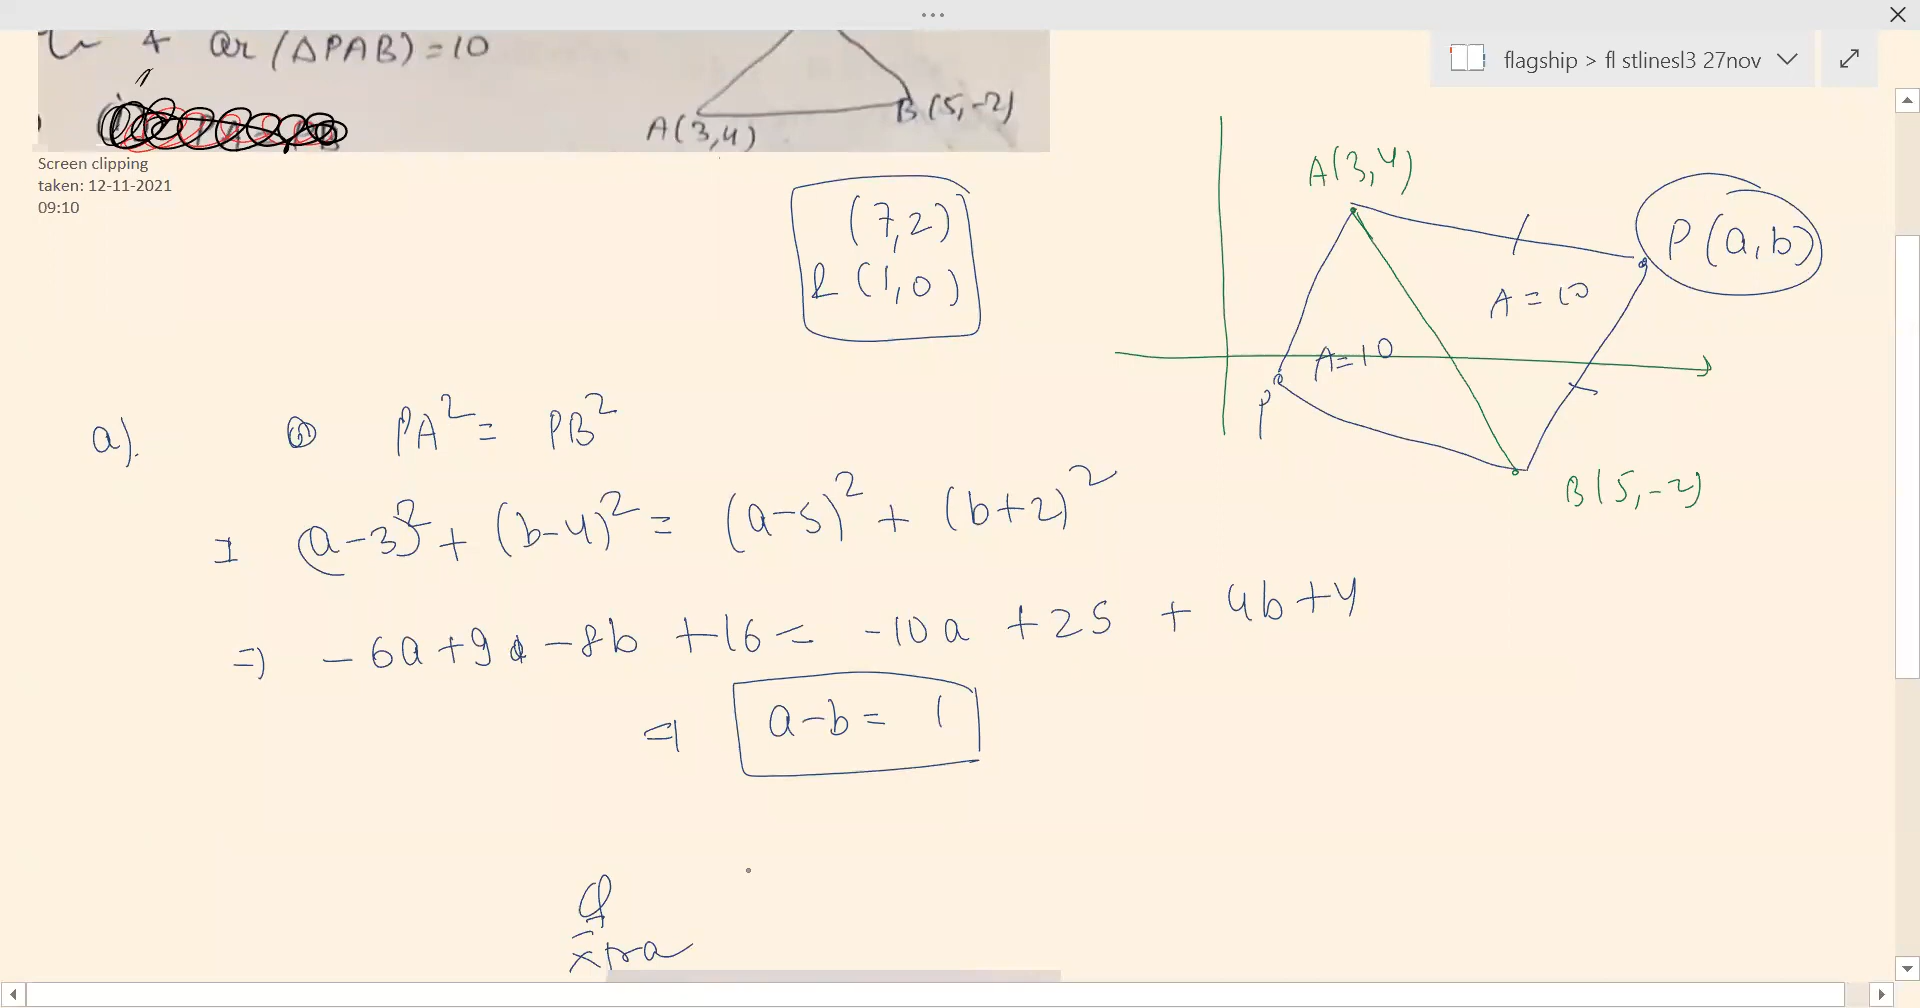 ar (ΔPAB) = 10
A(3,4)
B(5,-2)
Screen clipping
taken: 12-11-2021
09:10
flagship > fl stlinesl3 27nov
(7,2)
(1,0)
A(3,4)
P(a,b)
A = 10
A=10
P
B(5,-2)
a).
PA² = PB²
(a-3)² + (b-4)² = (a-5)² + (b+2)²
⇒ -6a+9 -8b +16 = -10a +25 + 4b+4
a-b = 1
Q
xtra